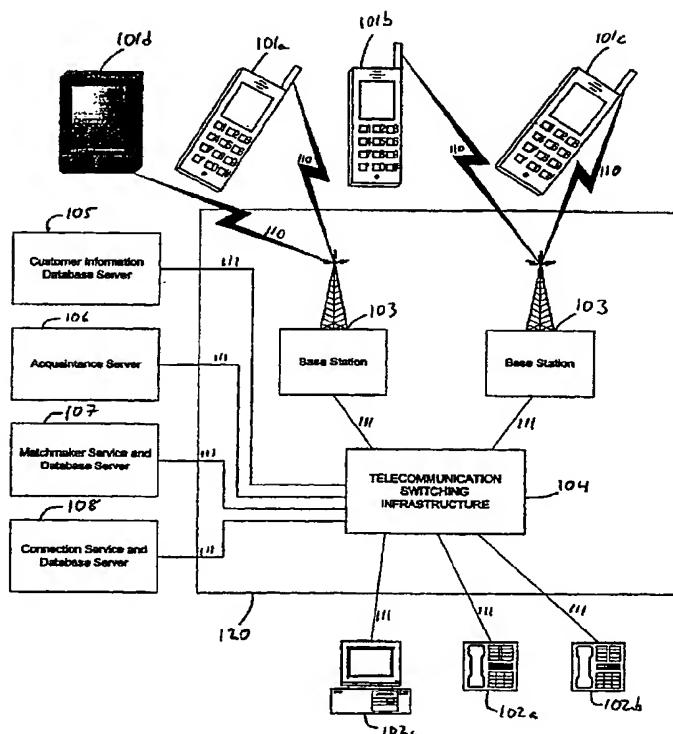 101d
101a
101b
101c
110
110
110
110
105
Customer Information
Database Server
111
106
Acquaintance Server
111
107
Matchmaker Service and
Database Server
111
108
Connection Service and
Database Server
111
103
Base Station
103
Base Station
111
111
TELECOMMUNICATION
SWITCHING
INFRASTRUCTURE
104
120
111
111
111
102c
102a
102b